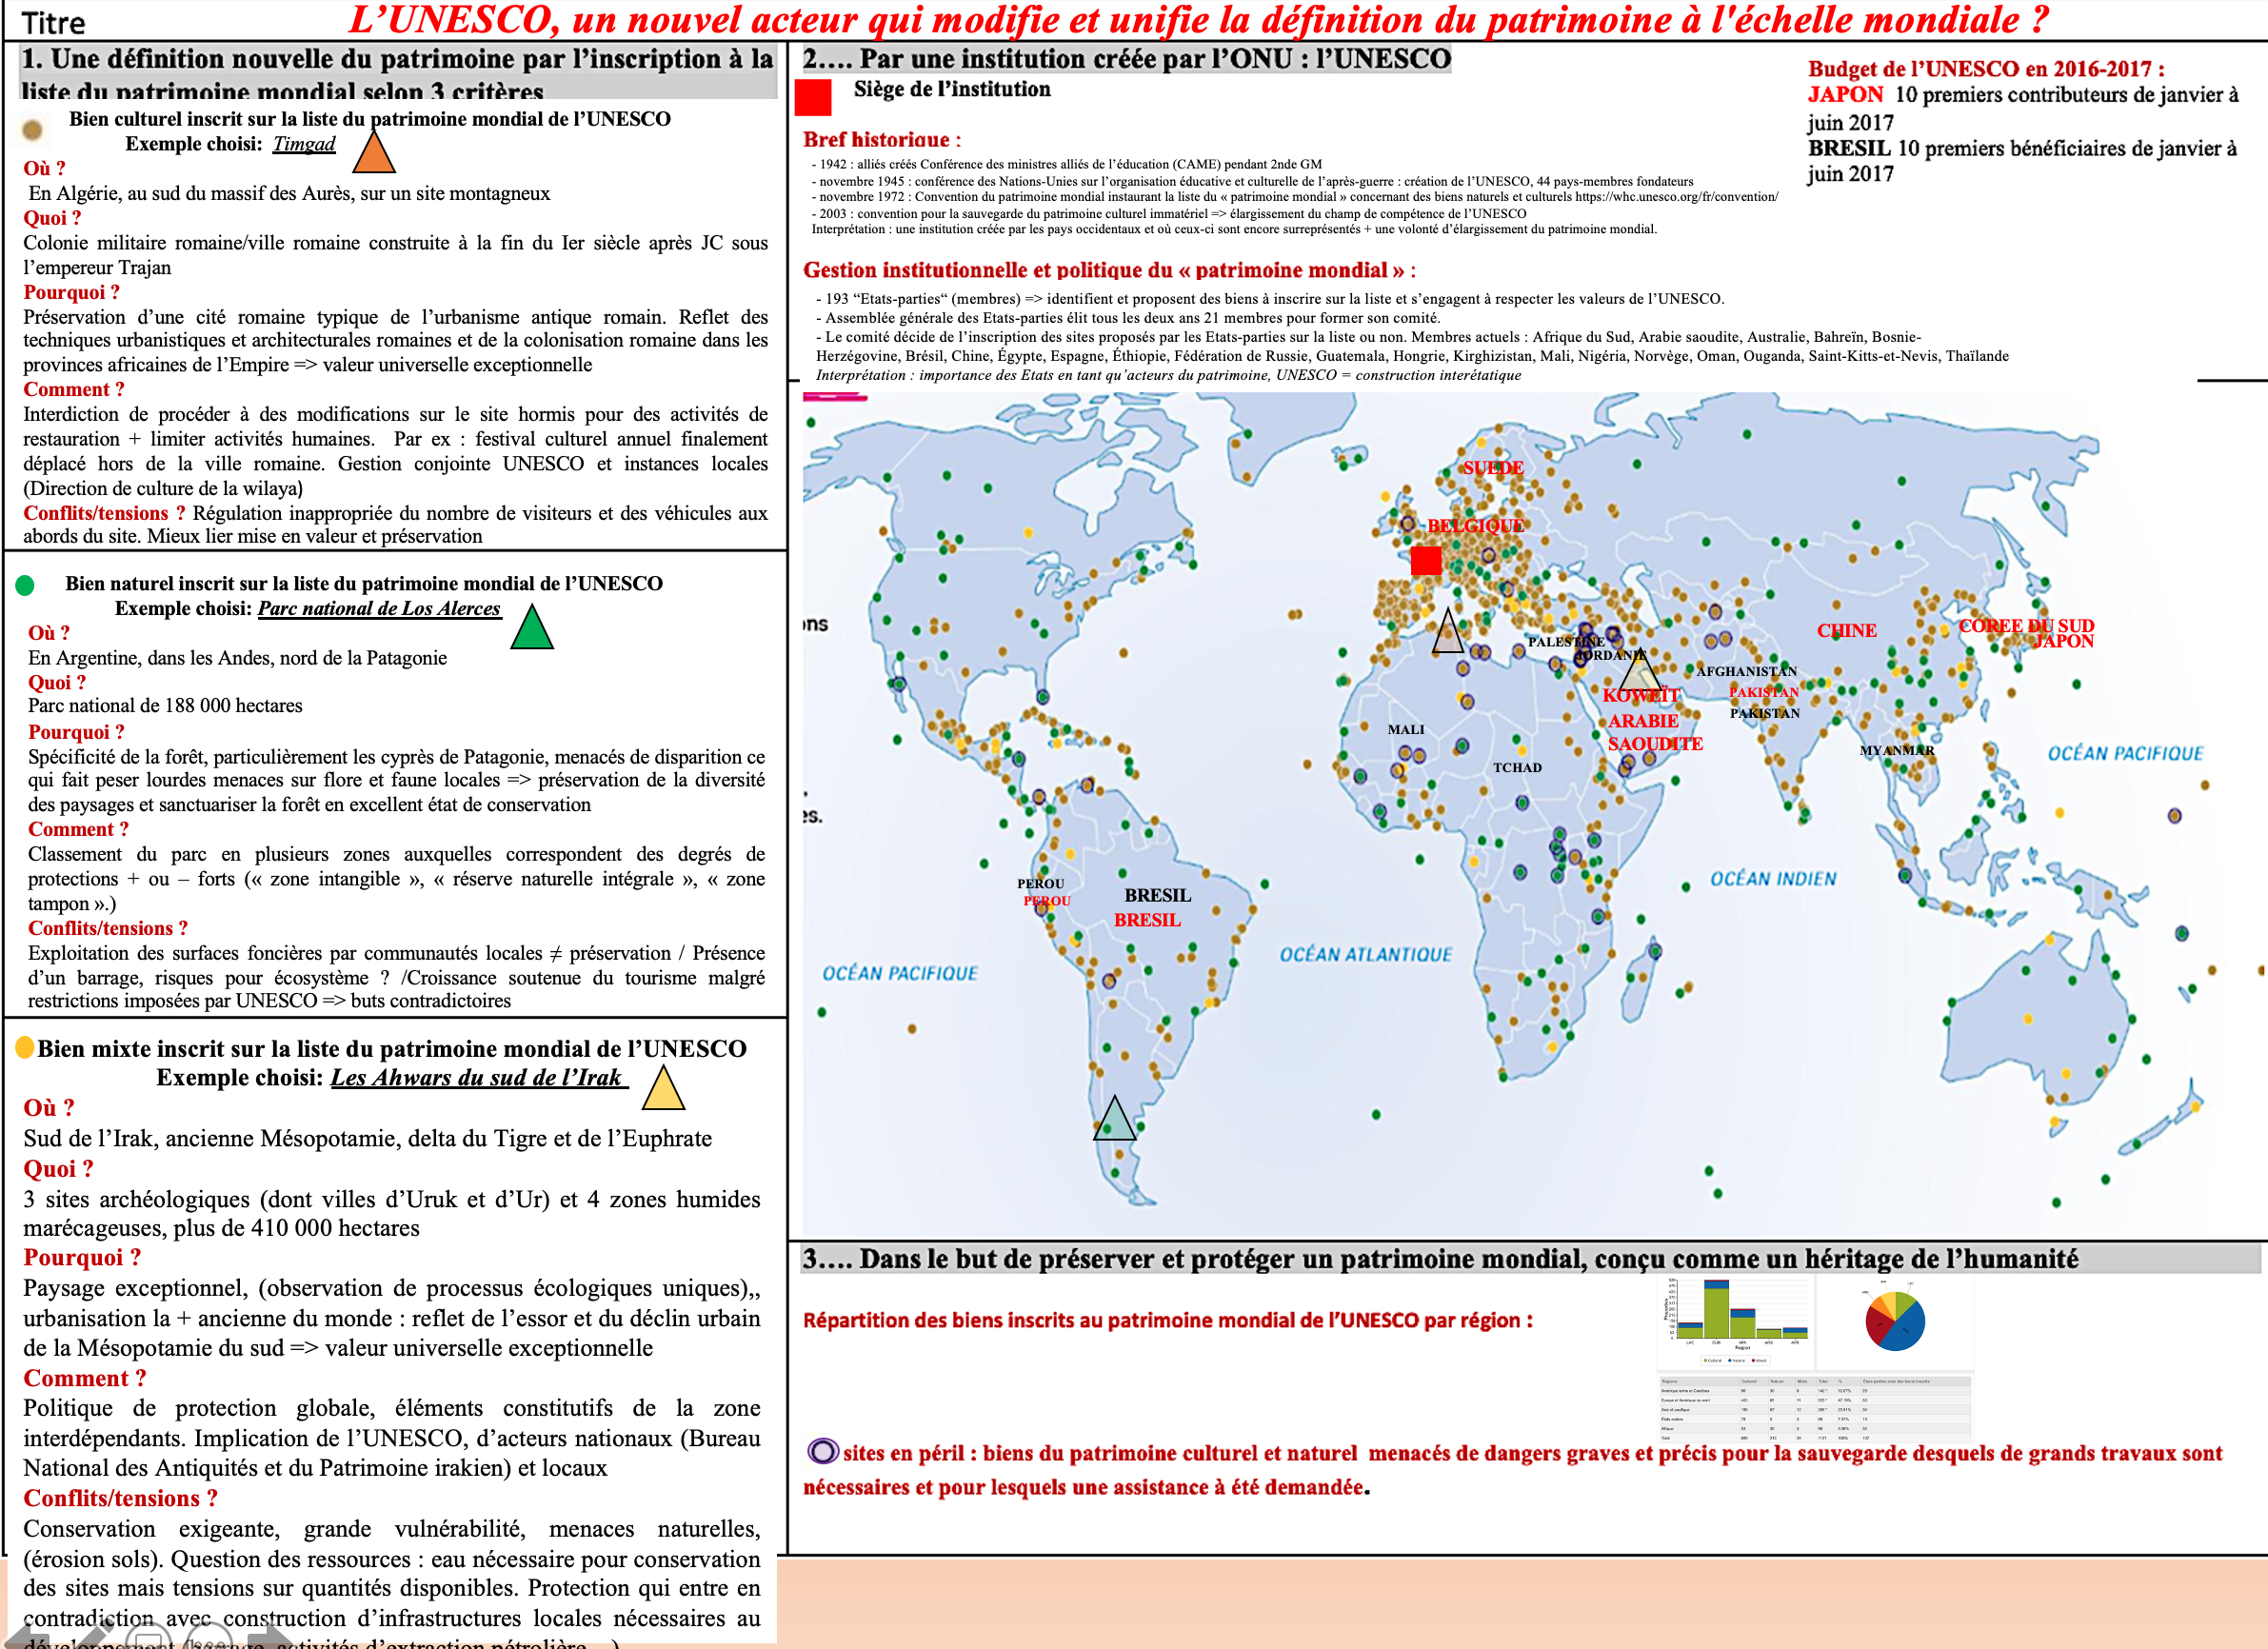 Titre
L'UNESCO, un nouvel acteur qui modifie et unifie la définition du patrimoine à l'échelle mondiale ?
1. Une définition nouvelle du patrimoine par l'inscription à la
liste du patrimoine mondial selon 3 critères
Bien culturel inscrit sur la liste du patrimoine mondial de l'UNESCO
Exemple choisi: Timgad
Où ?
En Algérie, au sud du massif des Aurès, sur un site montagneux
Quoi ?
Colonie militaire romaine/ville romaine construite à la fin du Ier siècle après JC sous
l'empereur Trajan
Pourquoi ?
Préservation d'une cité romaine typique de l'urbanisme antique romain. Reflet des
techniques urbanistiques et architecturales romaines et de la colonisation romaine dans les
provinces africaines de l'Empire => valeur universelle exceptionnelle
Comment ?
Interdiction de procéder à des modifications sur le site hormis pour des activités de
restauration + limiter activités humaines. Par ex : festival culturel annuel finalement
déplacé hors de la ville romaine. Gestion conjointe UNESCO et instances locales
(Direction de culture de la wilaya)
Conflits/tensions ? Régulation inappropriée du nombre de visiteurs et des véhicules aux
abords du site. Mieux lier mise en valeur et préservation
Bien naturel inscrit sur la liste du patrimoine mondial de l'UNESCO
Exemple choisi: Parc national de Los Alerces
Où ?
En Argentine, dans les Andes, nord de la Patagonie
Quoi ?
Parc national de 188 000 hectares
Pourquoi ?
Spécificité de la forêt, particulièrement les cyprès de Patagonie, menacés de disparition ce
qui fait peser lourdes menaces sur flore et faune locales => préservation de la diversité
des paysages et sanctuariser la forêt en excellent état de conservation
Comment ?
Classement du parc en plusieurs zones auxquelles correspondent des degrés de
protections + ou – forts (« zone intangible », « réserve naturelle intégrale », « zone
tampon ».)
Conflits/tensions ?
Exploitation des surfaces foncières par communautés locales ≠ préservation / Présence
d'un barrage, risques pour écosystème ? /Croissance soutenue du tourisme malgré
restrictions imposées par UNESCO => buts contradictoires
Bien mixte inscrit sur la liste du patrimoine mondial de l'UNESCO
Exemple choisi: Les Ahwars du sud de l'Irak
Où ?
Sud de l'Irak, ancienne Mésopotamie, delta du Tigre et de l'Euphrate
Quoi ?
3 sites archéologiques (dont villes d'Uruk et d'Ur) et 4 zones humides
marécageuses, plus de 410 000 hectares
Pourquoi ?
Paysage exceptionnel, (observation de processus écologiques uniques),,
urbanisation la + ancienne du monde : reflet de l'essor et du déclin urbain
de la Mésopotamie du sud => valeur universelle exceptionnelle
Comment ?
Politique de protection globale, éléments constitutifs de la zone
interdépendants. Implication de l'UNESCO, d'acteurs nationaux (Bureau
National des Antiquités et du Patrimoine irakien) et locaux
Conflits/tensions ?
Conservation exigeante, grande vulnérabilité, menaces naturelles,
(érosion sols). Question des ressources : eau nécessaire pour conservation
des sites mais tensions sur quantités disponibles. Protection qui entre en
contradiction avec construction d'infrastructures locales nécessaires au
développement (barrage, activités d'extraction pétrolière…)
2…. Par une institution créée par l'ONU : l'UNESCO
Siège de l'institution
Budget de l'UNESCO en 2016-2017 :
JAPON 10 premiers contributeurs de janvier à
juin 2017
BRESIL 10 premiers bénéficiaires de janvier à
juin 2017
Bref historique :
- 1942 : alliés créés Conférence des ministres alliés de l'éducation (CAME) pendant 2nde GM
- novembre 1945 : conférence des Nations-Unies sur l'organisation éducative et culturelle de l'après-guerre : création de l'UNESCO, 44 pays-membres fondateurs
- novembre 1972 : Convention du patrimoine mondial instaurant la liste du « patrimoine mondial » concernant des biens naturels et culturels https://whc.unesco.org/fr/convention/
- 2003 : convention pour la sauvegarde du patrimoine culturel immatériel => élargissement du champ de compétence de l'UNESCO
Interprétation : une institution créée par les pays occidentaux et où ceux-ci sont encore surreprésentés + une volonté d'élargissement du patrimoine mondial.
Gestion institutionnelle et politique du « patrimoine mondial » :
- 193 “Etats-parties“ (membres) => identifient et proposent des biens à inscrire sur la liste et s'engagent à respecter les valeurs de l'UNESCO.
- Assemblée générale des Etats-parties élit tous les deux ans 21 membres pour former son comité.
- Le comité décide de l'inscription des sites proposés par les Etats-parties sur la liste ou non. Membres actuels : Afrique du Sud, Arabie saoudite, Australie, Bahreïn, Bosnie-
Herzégovine, Brésil, Chine, Égypte, Espagne, Éthiopie, Fédération de Russie, Guatemala, Hongrie, Kirghizistan, Mali, Nigéria, Norvège, Oman, Ouganda, Saint-Kitts-et-Nevis, Thaïlande
Interprétation : importance des Etats en tant qu'acteurs du patrimoine, UNESCO = construction interétatique
SUEDE
BELGIQUE
ons
CHINE
COREE DU SUD
JAPON
PALESTINE
JORDANIE
AFGHANISTAN
KOWEÏT
PAKISTAN
PAKISTAN
ARABIE
SAOUDITE
MALI
TCHAD
MYANMAR
OCÉAN PACIFIQUE
es.
PEROU
PEROU
BRESIL
BRESIL
OCÉAN INDIEN
OCÉAN ATLANTIQUE
OCÉAN PACIFIQUE
3…. Dans le but de préserver et protéger un patrimoine mondial, conçu comme un héritage de l'humanité
Répartition des biens inscrits au patrimoine mondial de l'UNESCO par région :
sites en péril : biens du patrimoine culturel et naturel menacés de dangers graves et précis pour la sauvegarde desquels de grands travaux sont
nécessaires et pour lesquels une assistance à été demandée.